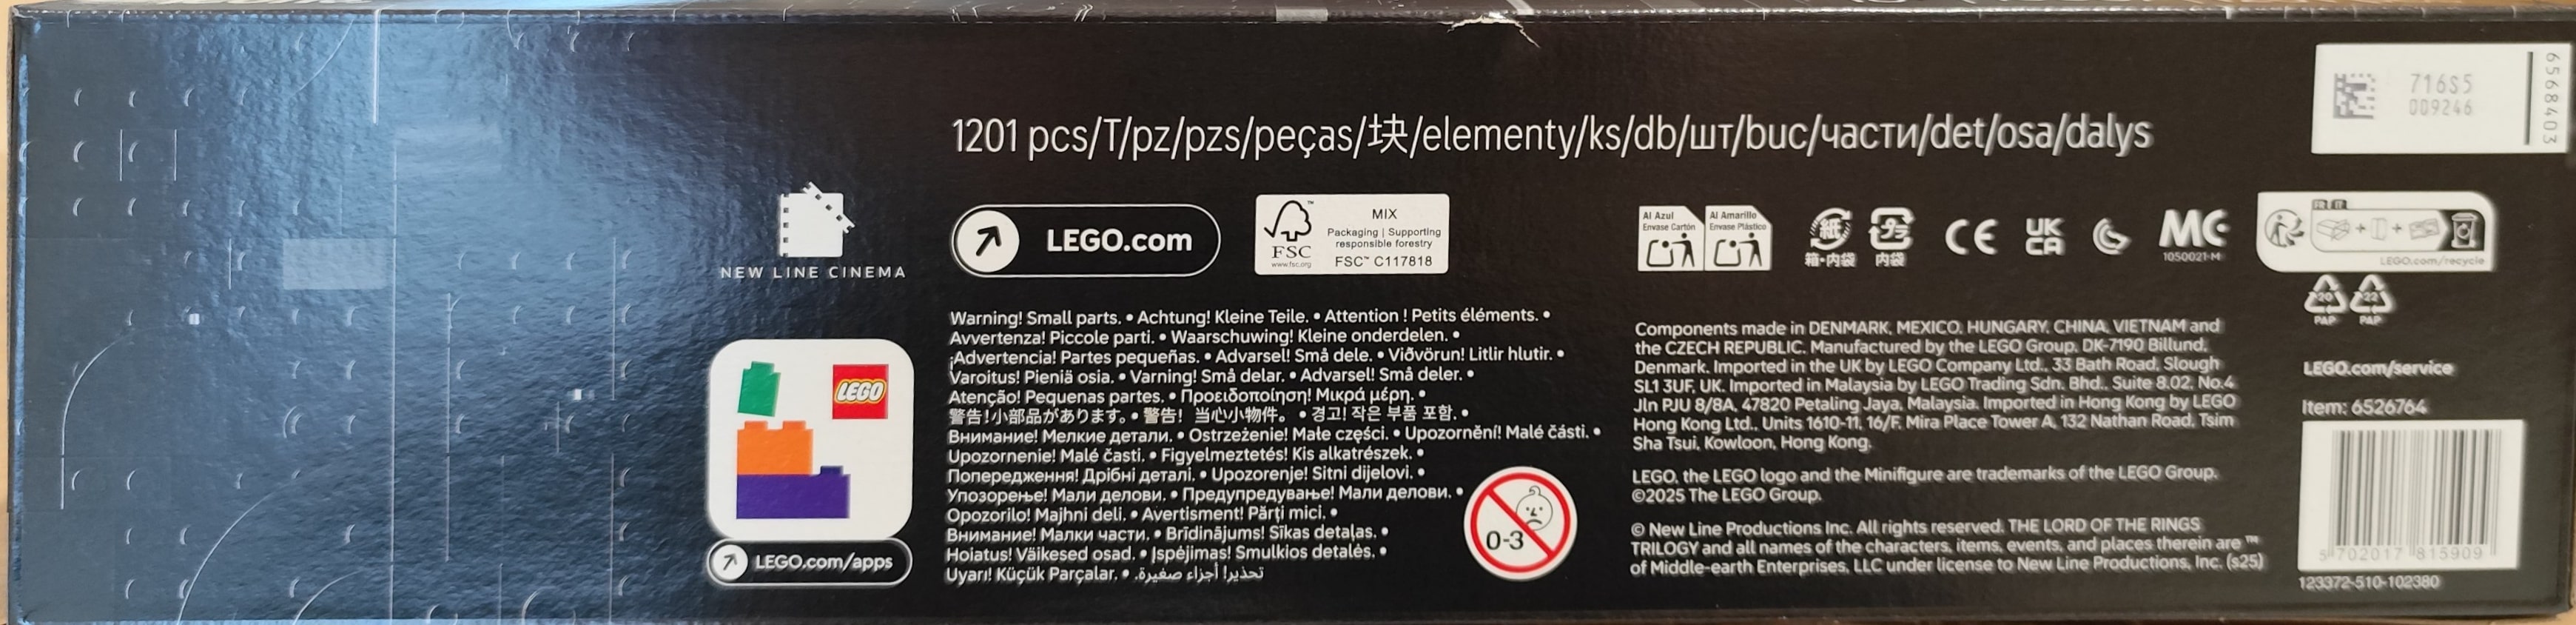 1201 pcs/T/pz/pzs/peças/块/elementy/ks/db/шт/buc/части/det/osa/dalys
716S5
009246
6568403
NEW LINE CINEMA
LEGO.com
FSC
www.fsc.org
MIX
Packaging | Supporting
responsible forestry
FSC™ C117818
Al Azul
Envase Cartón
Al Amarillo
Envase Plástico
紙
箱•内袋
プラ
内袋
CE
UK
CA
MC
1050021-M
FR
LEGO.com/recycle
20
PAP
22
PAP
LEGO
LEGO.com/apps
Warning! Small parts. • Achtung! Kleine Teile. • Attention ! Petits éléments. •
Avvertenza! Piccole parti. • Waarschuwing! Kleine onderdelen. •
¡Advertencia! Partes pequeñas. • Advarsel! Små dele. • Viðvörun! Litlir hlutir. •
Varoitus! Pieniä osia. • Varning! Små delar. • Advarsel! Små deler. •
Atenção! Pequenas partes. • Προειδοποίηση! Μικρά μέρη. •
警告!小部品があります。• 警告！当心小物件。 • 경고! 작은 부품 포함. •
Внимание! Мелкие детали. • Ostrzeżenie! Małe części. • Upozornění! Malé části. •
Upozornenie! Malé časti. • Figyelmeztetés! Kis alkatrészek. •
Попередження! Дрібні деталі. • Upozorenje! Sitni dijelovi. •
Упозорење! Мали делови. • Предупредување! Мали делови. •
Opozorilo! Majhni deli. • Avertisment! Părți mici. •
Внимание! Малки части. • Brīdinājums! Sīkas detaļas. •
Hoiatus! Väikesed osad. • Įspėjimas! Smulkios detalės. •
Uyarı! Küçük Parçalar. • تحذير! أجزاء صغيرة.
0-3
Components made in DENMARK, MEXICO, HUNGARY, CHINA, VIETNAM and
the CZECH REPUBLIC. Manufactured by the LEGO Group. DK-7190 Billund,
Denmark. Imported in the UK by LEGO Company Ltd., 33 Bath Road, Slough
SL1 3UF, UK. Imported in Malaysia by LEGO Trading Sdn. Bhd., Suite 8.02, No.4
Jln PJU 8/8A, 47820 Petaling Jaya, Malaysia. Imported in Hong Kong by LEGO
Hong Kong Ltd., Units 1610-11, 16/F, Mira Place Tower A, 132 Nathan Road, Tsim
Sha Tsui, Kowloon, Hong Kong.
LEGO, the LEGO logo and the Minifigure are trademarks of the LEGO Group.
©2025 The LEGO Group.
© New Line Productions Inc. All rights reserved. THE LORD OF THE RINGS
TRILOGY and all names of the characters, items, events, and places therein are ™
of Middle-earth Enterprises, LLC under license to New Line Productions, Inc. (s25)
LEGO.com/service
Item: 6526764
5 702017 815909
123372-510-102380